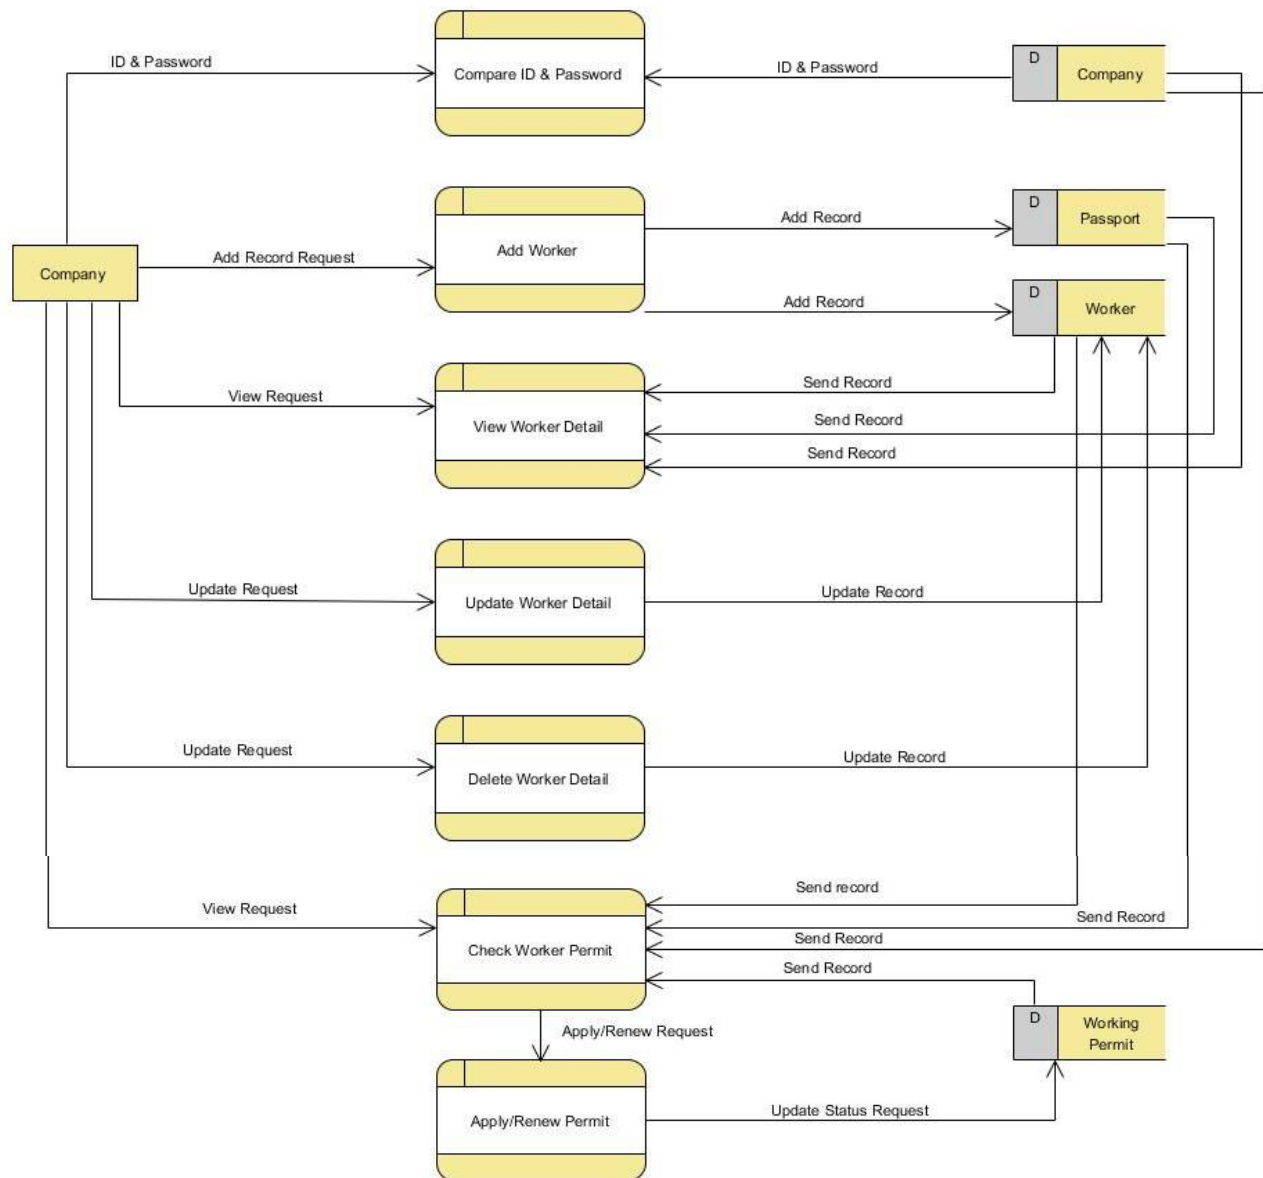 ID & Password
Compare ID & Password
ID & Password
D
Company
Company
Add Record Request
Add Worker
Add Record
D
Passport
Add Record
D
Worker
View Request
View Worker Detail
Send Record
Send Record
Send Record
Update Request
Update Worker Detail
Update Record
Update Request
Delete Worker Detail
Update Record
View Request
Check Worker Permit
Send record
Send Record
Send Record
Send Record
Apply/Renew Request
D
Working
Permit
Apply/Renew Permit
Update Status Request